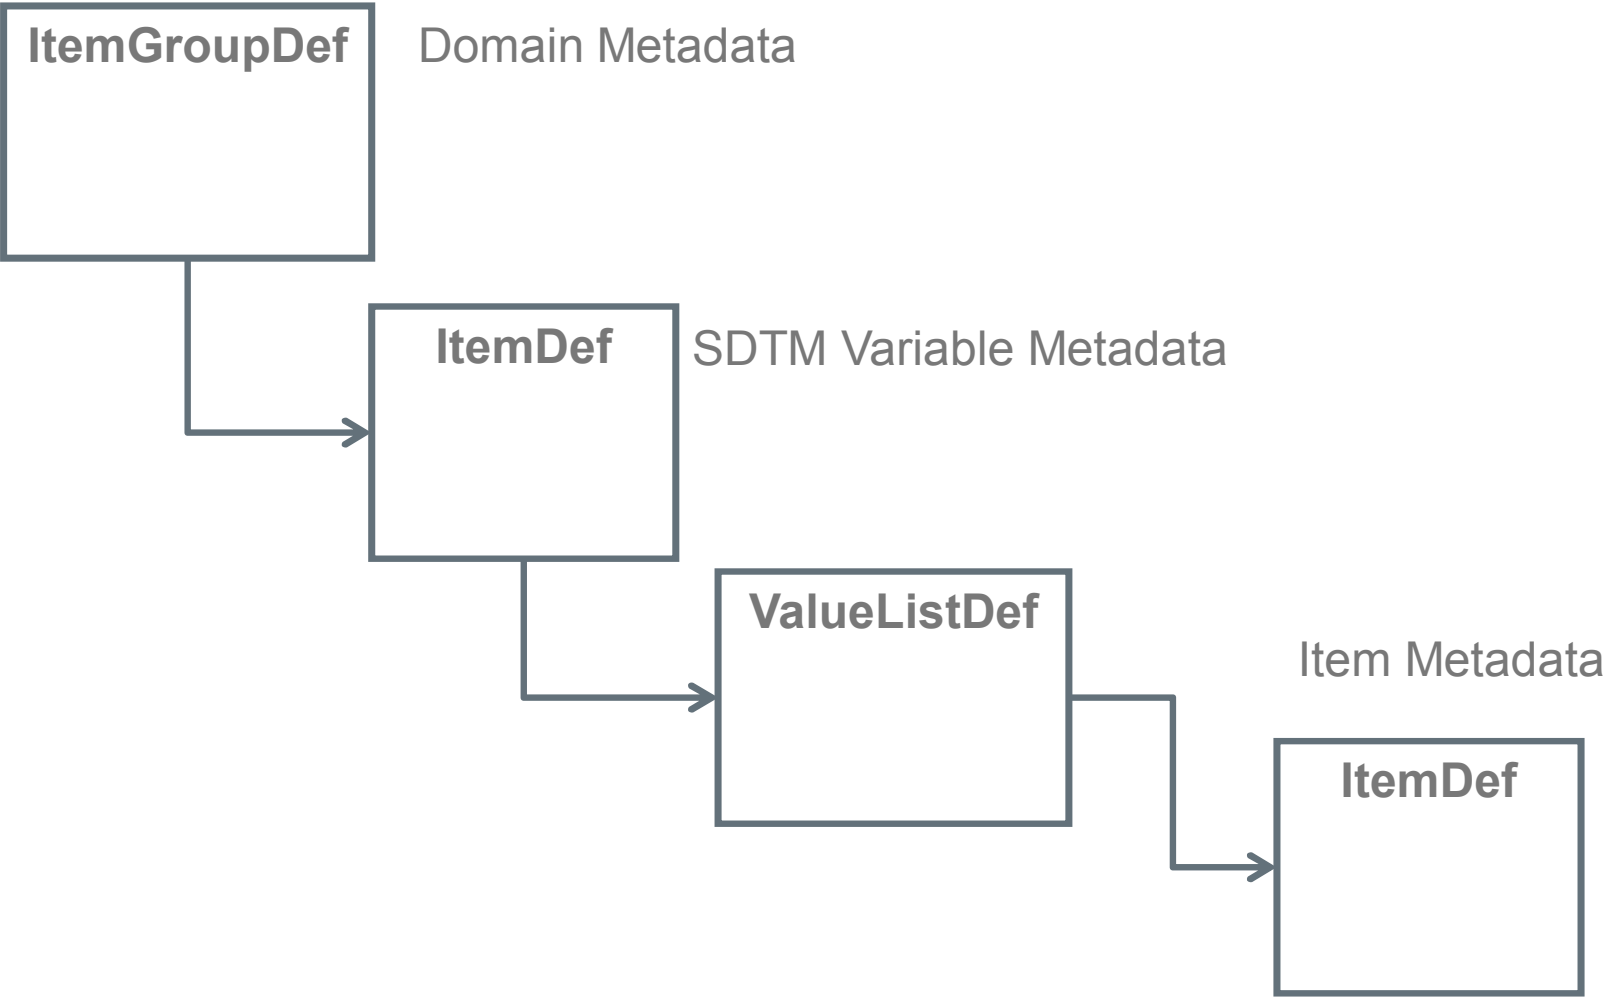 ItemGroupDef
Domain Metadata
ItemDef
SDTM Variable Metadata
ValueListDef
Item Metadata
ItemDef